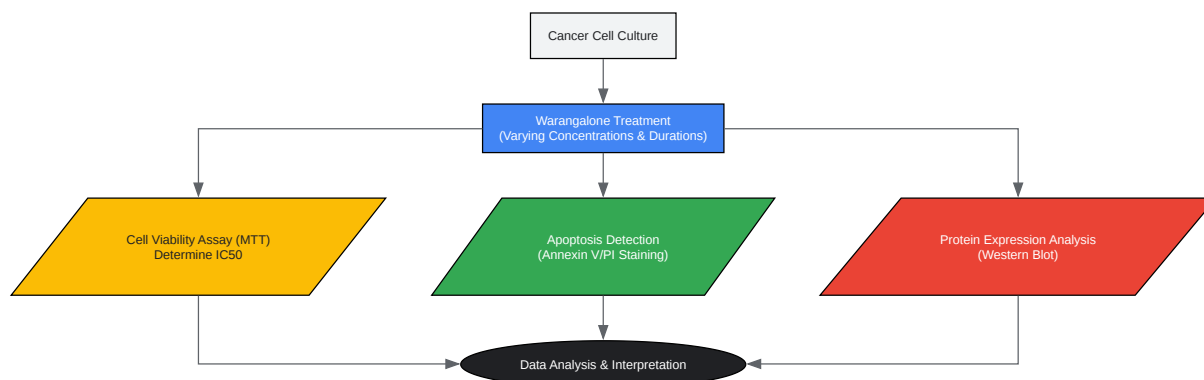 Cancer Cell Culture
Warangalone Treatment
(Varying Concentrations & Durations)
Cell Viability Assay (MTT)
Determine IC50
Apoptosis Detection
(Annexin V/PI Staining)
Protein Expression Analysis
(Western Blot)
Data Analysis & Interpretation